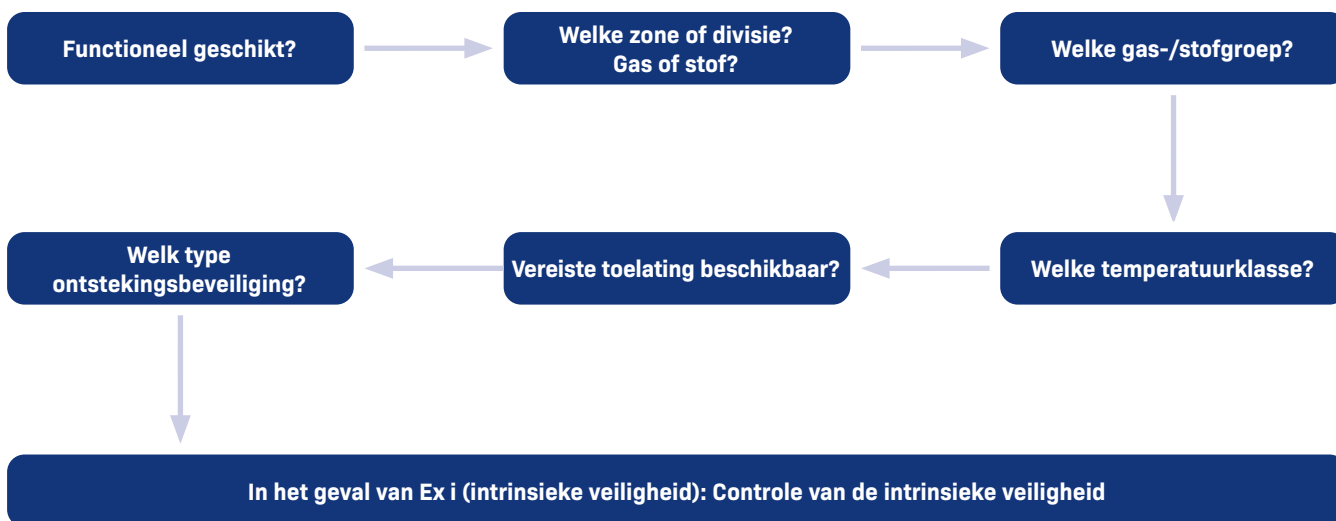 Functioneel geschikt?
Welke zone of divisie?
Gas of stof?
Welke gas-/stofgroep?
Welke temperatuurklasse?
Vereiste toelating beschikbaar?
Welk type
ontstekingsbeveiliging?
In het geval van Ex i (intrinsieke veiligheid): Controle van de intrinsieke veiligheid